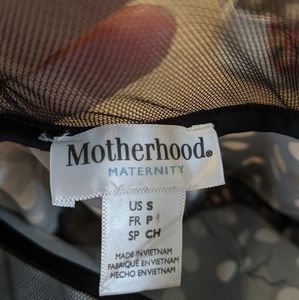 Motherhood®
MATERNITY
US S
FR P
SP CH
MADE IN VIETNAM
FABRIQUÉ EN VIETNAM
HECHO EN VIETNAM